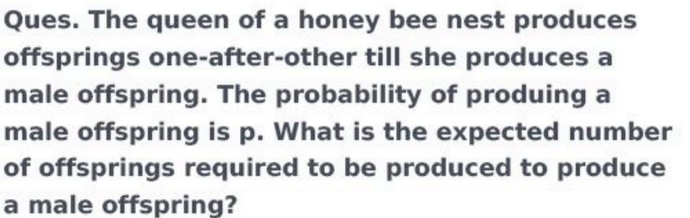 Ques. The queen of a honey bee nest produces
offsprings one-after-other till she produces a
male offspring. The probability of produing a
male offspring is p. What is the expected number
of offsprings required to be produced to produce
a male offspring?